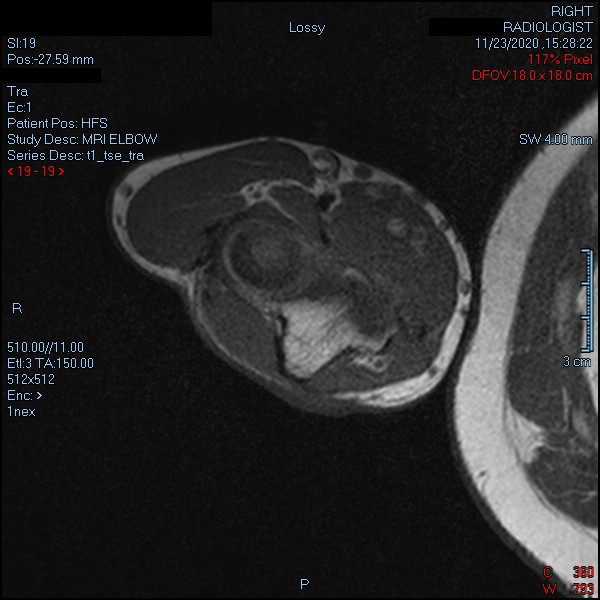 RIGHT
Lossy
RADIOLOGIST
SI:19
11/23/2020 ,15:28:22
Pos:-27.59 mm
117% Pixel
DFOV 18.0 x 18.0 cm
Tra
Ec:1
Patient Pos: HFS
Study Desc: MRI ELBOW
SW 4.00 mm
Series Desc: t1_tse_tra
< 19 - 19 >
R
510.00//11.00
Etl:3 TA:150.00
3 cm
512x512
Enc: >
1nex
P
C 360
W 783